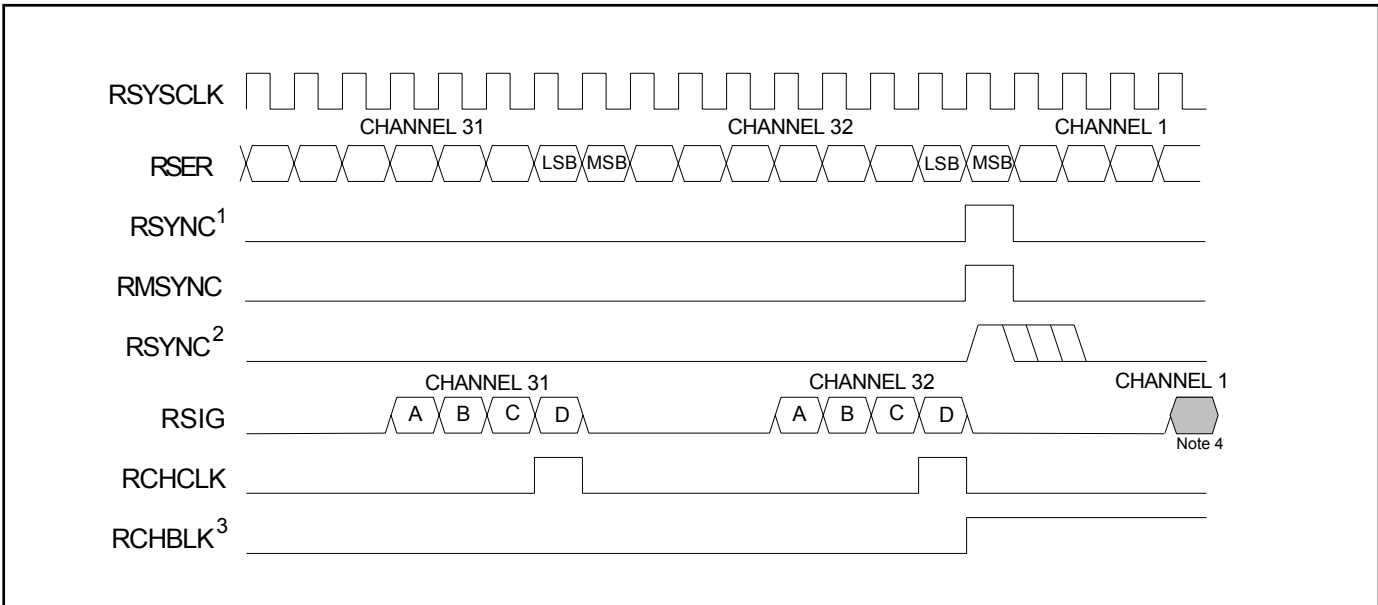 RSYSCLK
CHANNEL 31 CHANNEL 32 CHANNEL 1
RSER LSB MSB LSB MSB
RSYNC1
RMSYNC
RSYNC2
CHANNEL 31 CHANNEL 32 CHANNEL 1
RSIG A B C D A B C D
Note 4
RCHCLK
RCHBLK3